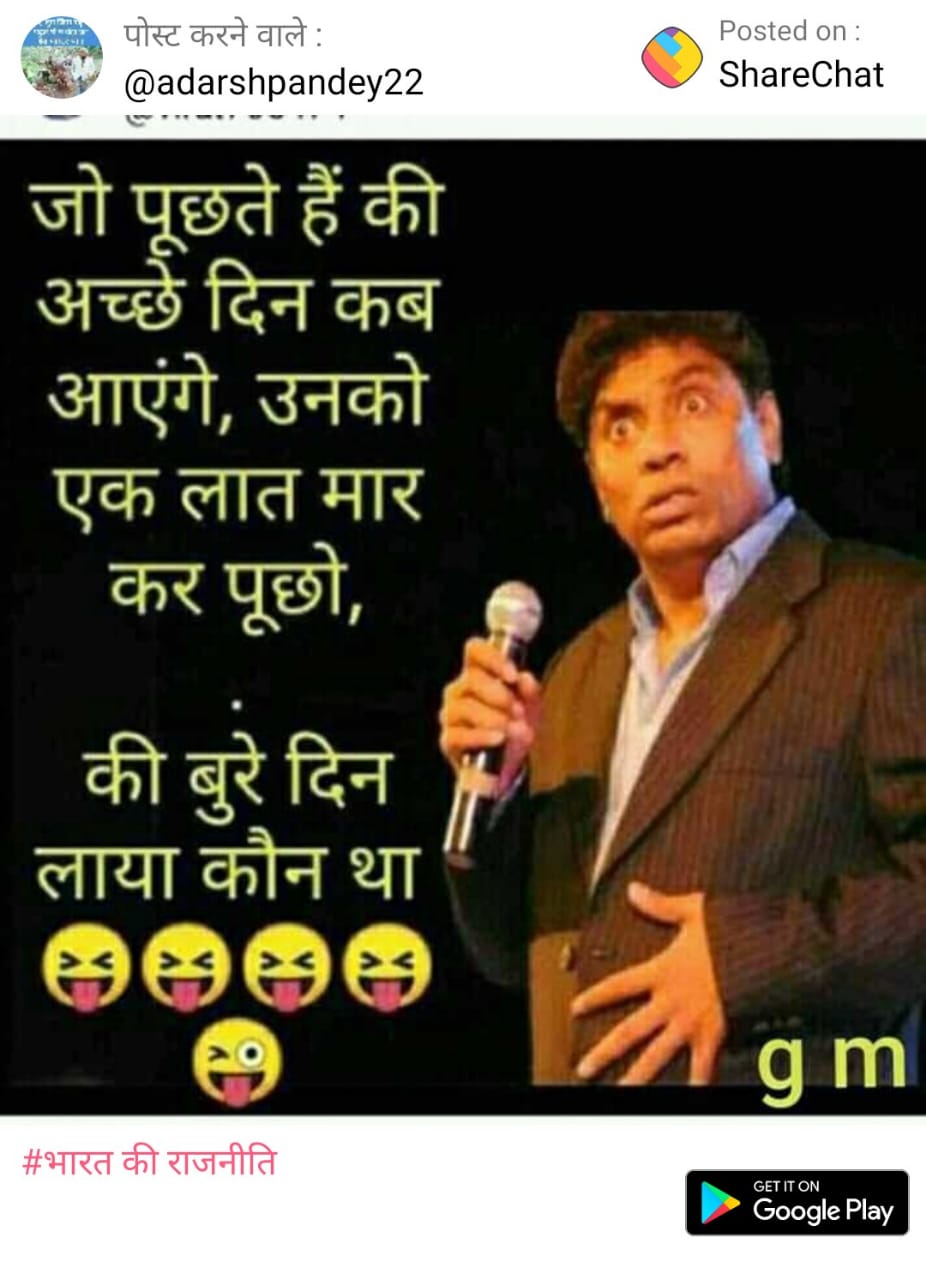 पोस्ट करने वाले :
@adarshpandey22
Posted on :
ShareChat
जो पूछते हैं की
अच्छे दिन कब
आएंगे, उनको
एक लात मार
कर पूछो,
.
की बुरे दिन
लाया कौन था
😝😝😝😝
😜
g m
#भारत की राजनीति
GET IT ON
Google Play